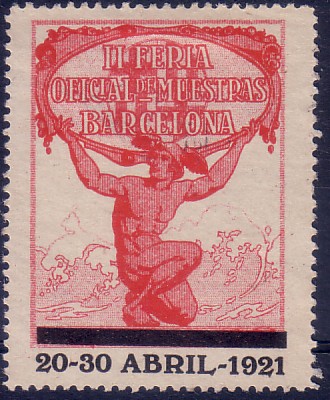 II FERIA
OFICIAL DE MUESTRAS
BARCELONA
20-30 ABRIL-1921